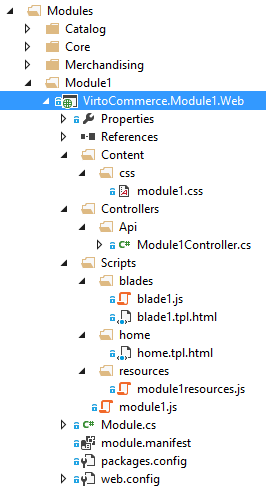 Modules
Catalog
Core
Merchandising
Module1
VirtoCommerce.Module1.Web
Properties
References
Content
css
module1.css
Controllers
Api
C# Module1Controller.cs
Scripts
blades
blade1.js
blade1.tpl.html
home
home.tpl.html
resources
module1resources.js
module1.js
C# Module.cs
module.manifest
packages.config
web.config